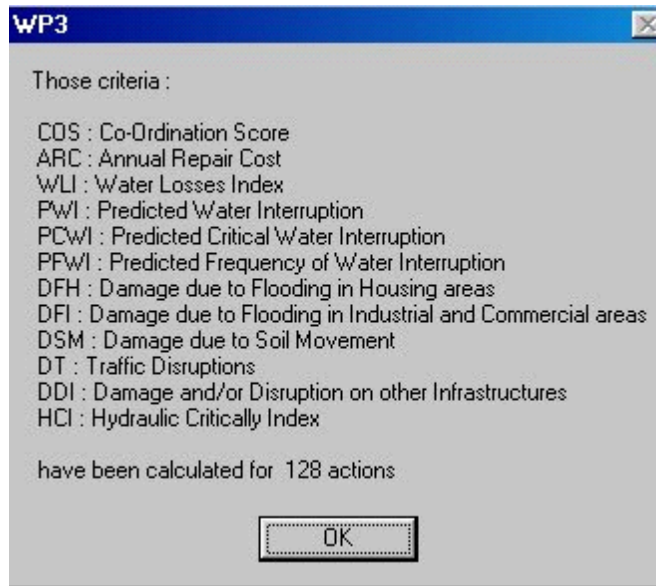 WP3
Those criteria :
COS : Co-Ordination Score
ARC : Annual Repair Cost
WLI : Water Losses Index
PWI : Predicted Water Interruption
PCWI : Predicted Critical Water Interruption
PFWI : Predicted Frequency of Water Interruption
DFH : Damage due to Flooding in Housing areas
DFI : Damage due to Flooding in Industrial and Commercial areas
DSM : Damage due to Soil Movement
DT : Traffic Disruptions
DDI : Damage and/or Disruption on other Infrastructures
HCI : Hydraulic Critically Index
have been calculated for 128 actions
OK